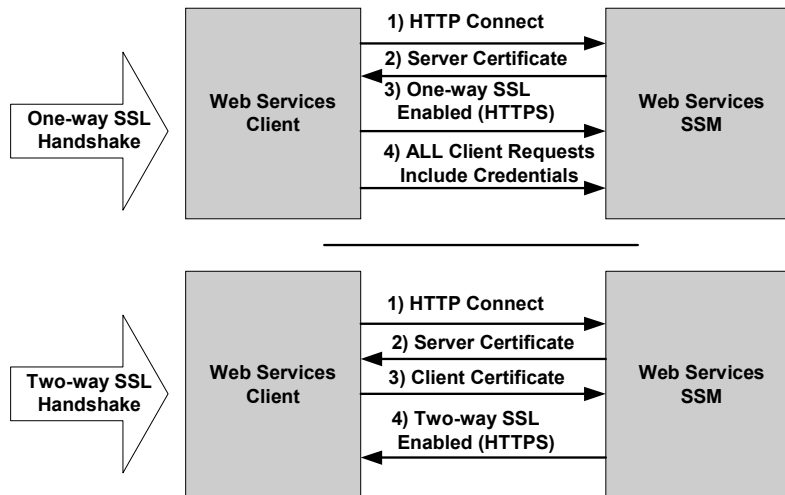 One-way SSL
Handshake
Web Services
Client
1) HTTP Connect
2) Server Certificate
3) One-way SSL
Enabled (HTTPS)
4) ALL Client Requests
Include Credentials
Web Services
SSM
Two-way SSL
Handshake
Web Services
Client
1) HTTP Connect
2) Server Certificate
3) Client Certificate
4) Two-way SSL
Enabled (HTTPS)
Web Services
SSM